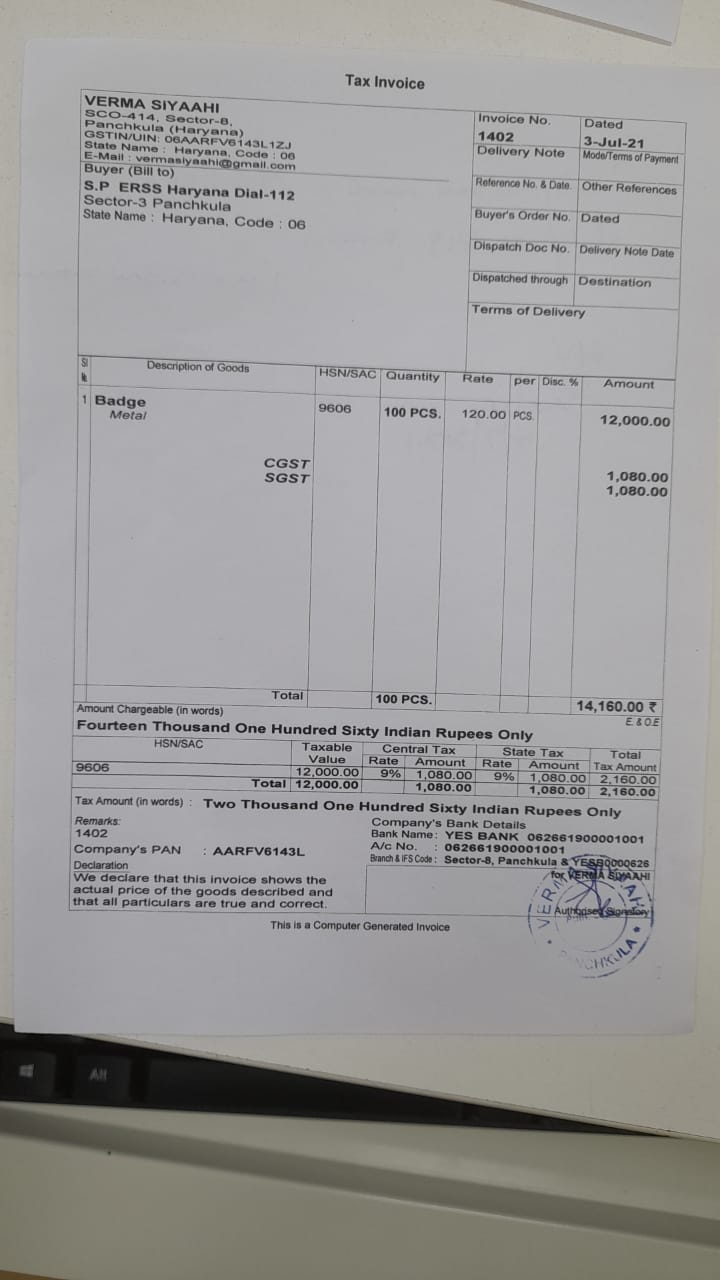 Tax Invoice
VERMA SIYAAHI
SCO-414, Sector-8,
Panchkula (Haryana)
GSTIN/UIN: 06AARFV6143L1ZJ
State Name : Haryana, Code : 06
E-Mail : vermasiyaahi@gmail.com
Buyer (Bill to)
S.P ERSS Haryana Dial-112
Sector-3 Panchkula
State Name : Haryana, Code : 06
Invoice No. Dated
1402 3-Jul-21
Delivery Note Mode/Terms of Payment
Reference No. & Date. Other References
Buyer's Order No. Dated
Dispatch Doc No. Delivery Note Date
Dispatched through Destination
Terms of Delivery
Sl Description of Goods HSN/SAC Quantity Rate per Disc. % Amount
1 Badge 9606 100 PCS. 120.00 PCS. 12,000.00
Metal
CGST 1,080.00
SGST 1,080.00
Total 100 PCS. 14,160.00 ₹
Amount Chargeable (in words) E. & O.E
Fourteen Thousand One Hundred Sixty Indian Rupees Only
HSN/SAC Taxable Central Tax State Tax Total
Value Rate Amount Rate Amount Tax Amount
9606 12,000.00 9% 1,080.00 9% 1,080.00 2,160.00
Total 12,000.00 1,080.00 1,080.00 2,160.00
Tax Amount (in words) : Two Thousand One Hundred Sixty Indian Rupees Only
Remarks:
1402
Company's PAN : AARFV6143L
Declaration
We declare that this invoice shows the
actual price of the goods described and
that all particulars are true and correct.
Company's Bank Details
Bank Name : YES BANK 062661900001001
A/c No. : 062661900001001
Branch & IFS Code : Sector-8, Panchkula & YESB0000626
for VERMA SIYAAHI
Authorised Signatory
PANCHKULA
This is a Computer Generated Invoice
Alt